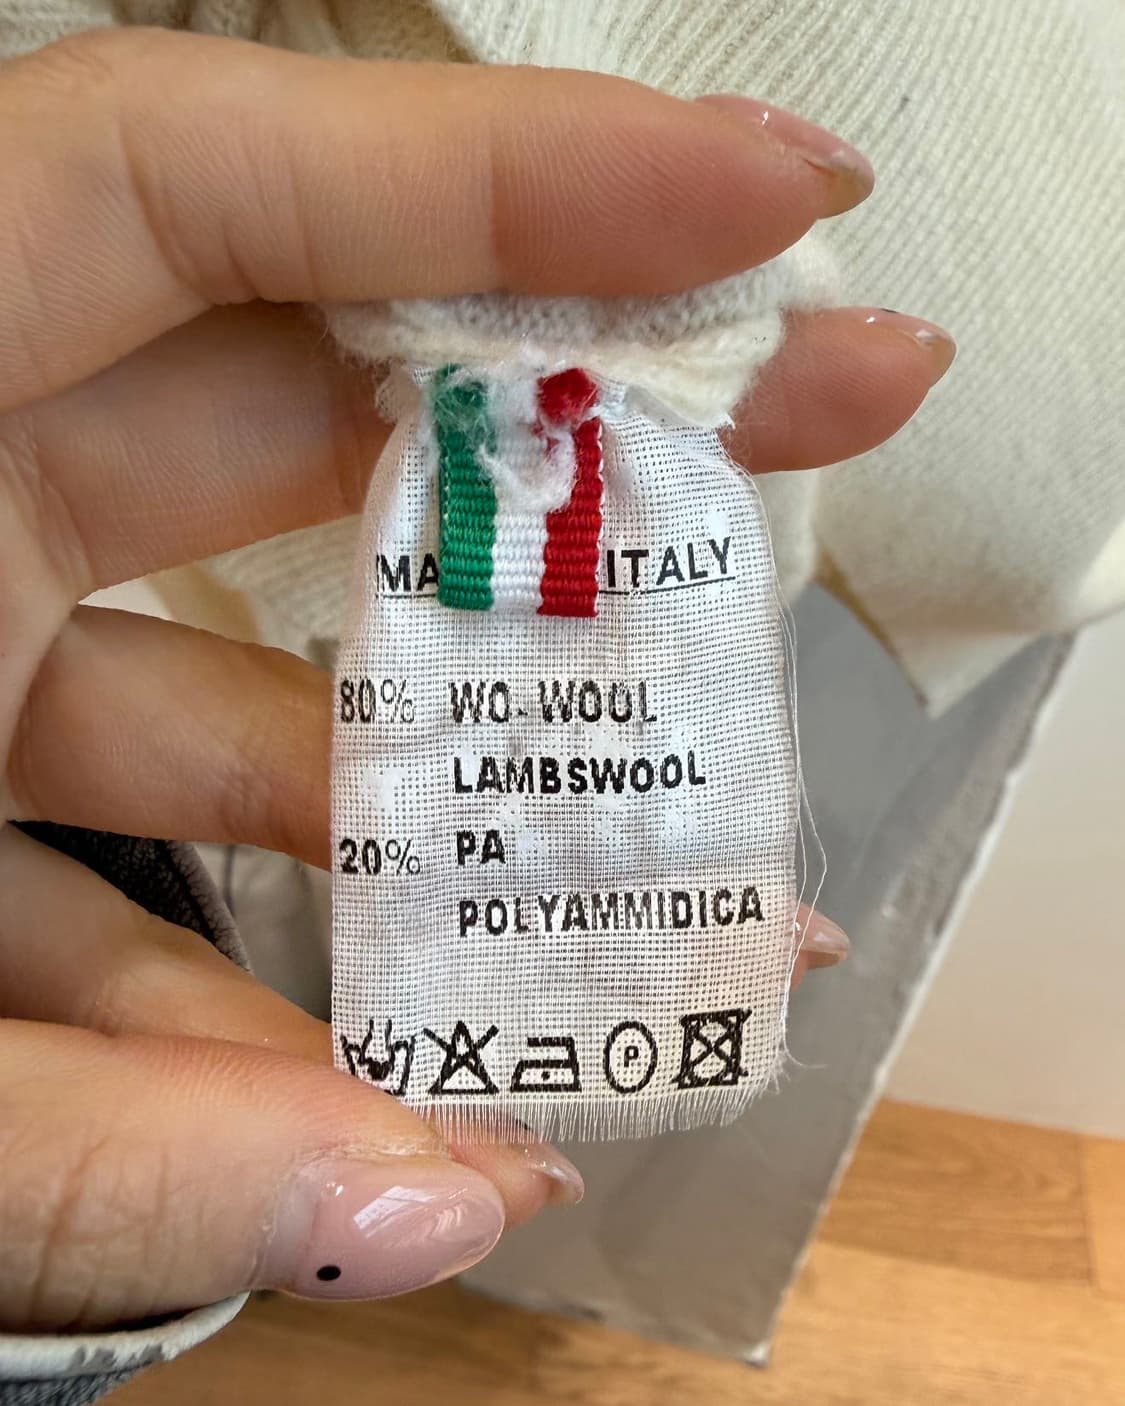 MA ITALY
80% WO-WOOL
LAMBSWOOL
20% PA
POLYAMMIDICA
P